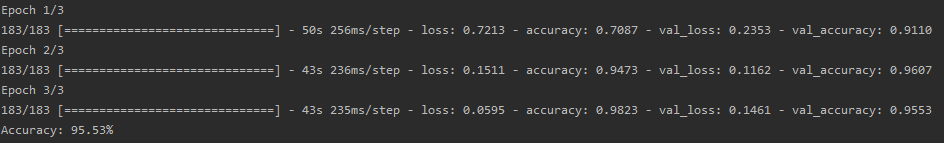 Epoch 1/3
183/183 [==============================] - 50s 256ms/step - loss: 0.7213 - accuracy: 0.7087 - val_loss: 0.2353 - val_accuracy: 0.9110
Epoch 2/3
183/183 [==============================] - 43s 236ms/step - loss: 0.1511 - accuracy: 0.9473 - val_loss: 0.1162 - val_accuracy: 0.9607
Epoch 3/3
183/183 [==============================] - 43s 235ms/step - loss: 0.0595 - accuracy: 0.9823 - val_loss: 0.1461 - val_accuracy: 0.9553
Accuracy: 95.53%